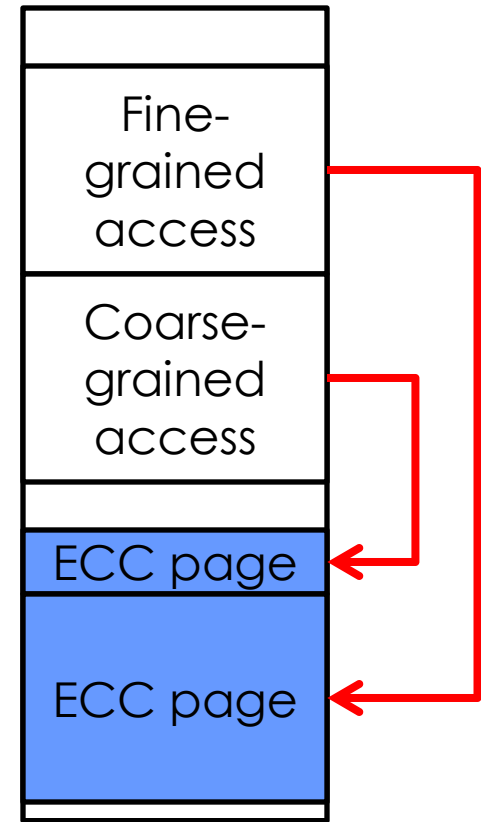 Fine-
grained
access
Coarse-
grained
access
ECC page
ECC page